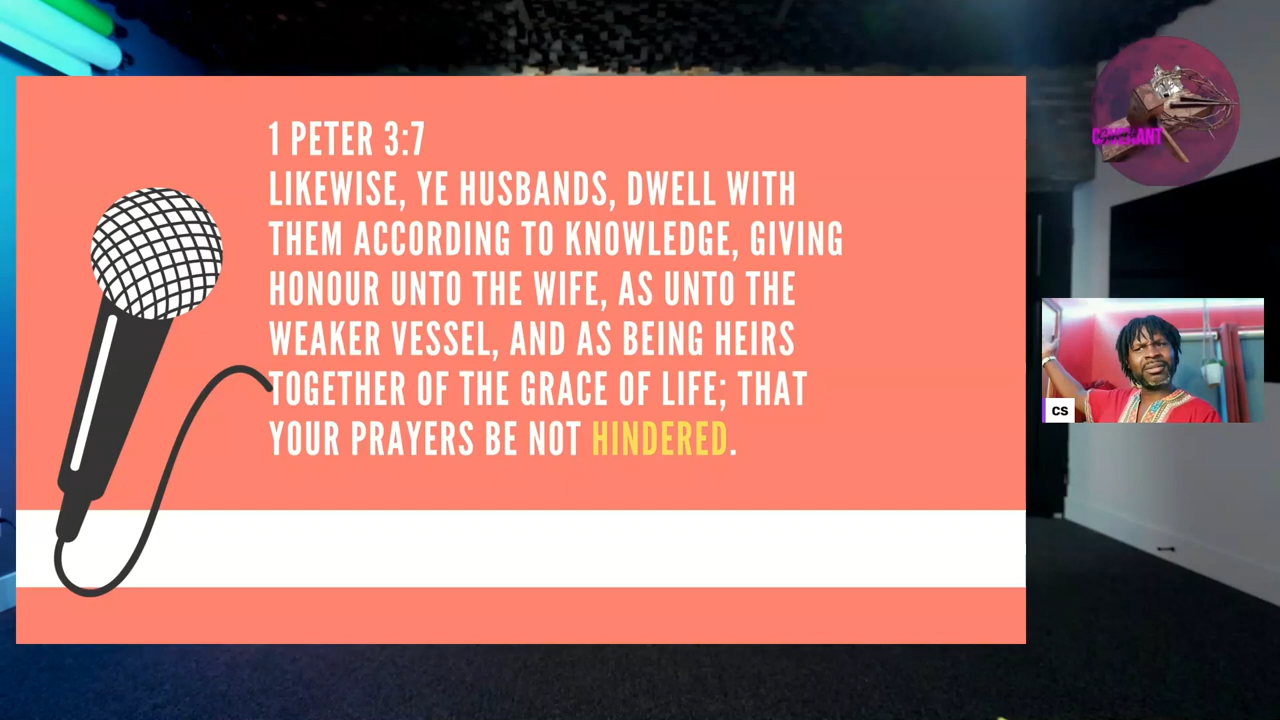 1 PETER 3:7
LIKEWISE, YE HUSBANDS, DWELL WITH
THEM ACCORDING TO KNOWLEDGE, GIVING
HONOUR UNTO THE WIFE, AS UNTO THE
WEAKER VESSEL, AND AS BEING HEIRS
TOGETHER OF THE GRACE OF LIFE; THAT
YOUR PRAYERS BE NOT HINDERED.
CS